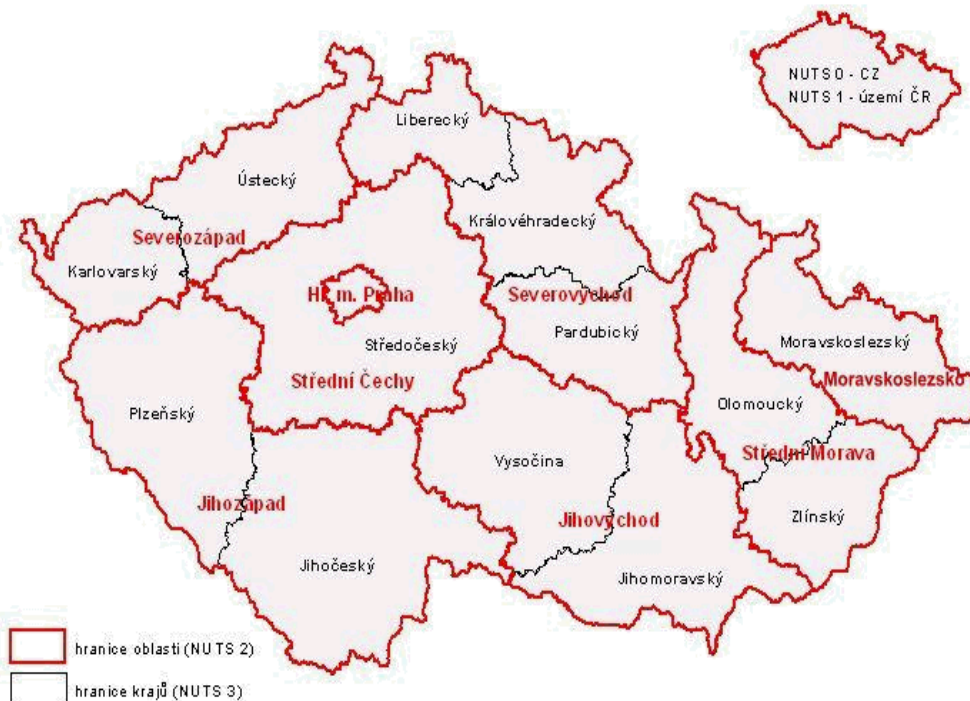 NUTS 0 - CZ
NUTS 1 - území ČR
Liberecký
Ústecký
Královéhradecký
Severozápad
Karlovarský
Hl. m. Praha
Severovýchod
Pardubický
Středočeský
Moravskoslezský
Střední Čechy
Moravskoslezsko
Plzeňský
Olomoucký
Střední Morava
Vysočina
Jihozápad
Jihovýchod
Zlínský
Jihočeský
Jihomoravský
hranice oblastí (NUTS 2)
hranice krajů (NUTS 3)